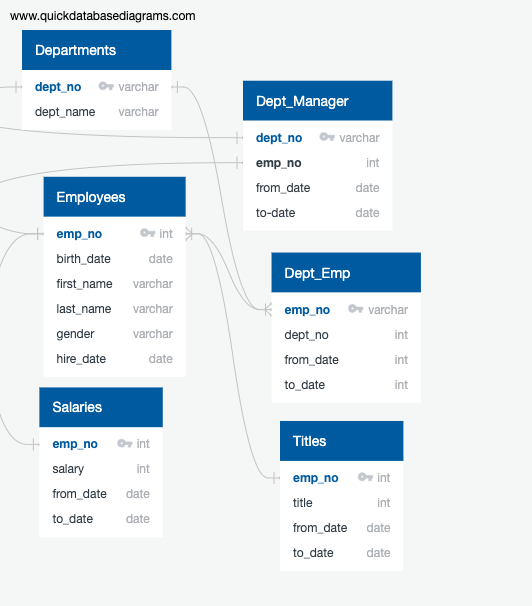 www.quickdatabasediagrams.com
Departments
dept_no varchar
dept_name varchar
Dept_Manager
dept_no varchar
emp_no int
from_date date
to-date date
Employees
emp_no int
birth_date date
first_name varchar
last_name varchar
gender varchar
hire_date date
Dept_Emp
emp_no varchar
dept_no int
from_date int
to_date int
Salaries
emp_no int
salary int
from_date date
to_date date
Titles
emp_no int
title int
from_date date
to_date date